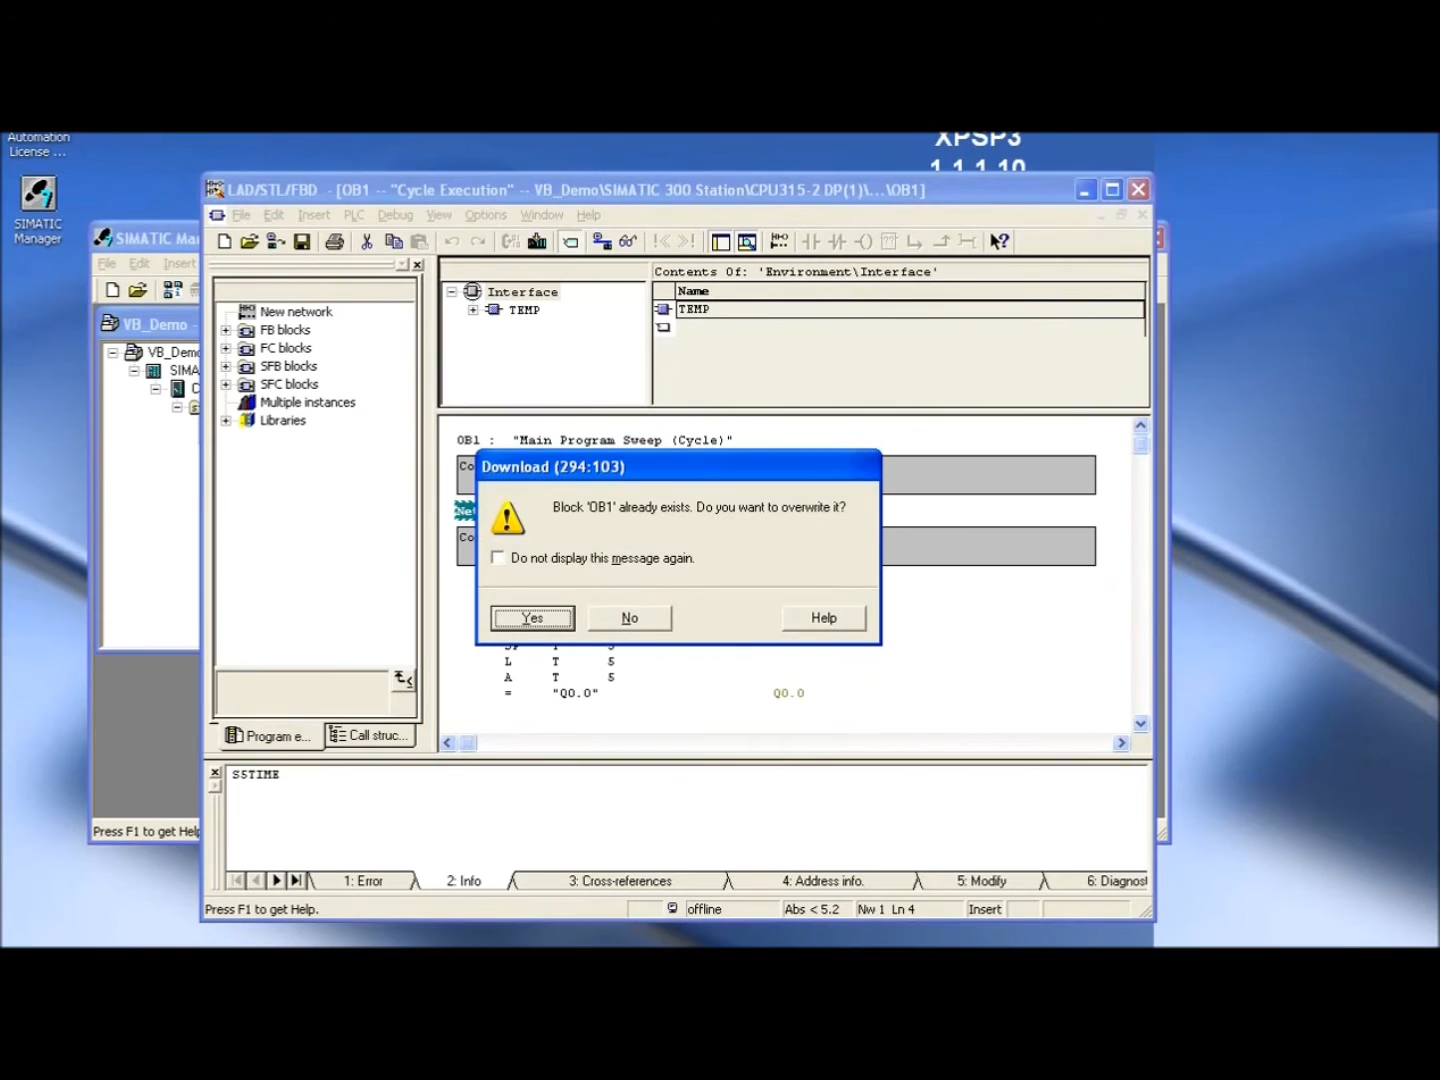 Automation
License ...
XPSP3
1.1.1.10
SIMATIC
Manager
LAD/STL/FBD - [OB1 -- "Cycle Execution" -- VB_Demo\SIMATIC 300 Station\CPU315-2 DP(1)\...\OB1]
File Edit Insert PLC Debug View Options Window Help
SIMATIC Ma
File Edit Insert
VB_Demo -
VB_Demo
SIMA
C
New network
FB blocks
FC blocks
SFB blocks
SFC blocks
Multiple instances
Libraries
Program e...
Call struc...
Interface
TEMP
Contents Of: 'Environment\Interface'
Name
TEMP
OB1 : "Main Program Sweep (Cycle)"
Co
Net
Co
Download (294:103)
Block 'OB1' already exists. Do you want to overwrite it?
Do not display this message again.
Yes No Help
L T 5
A T 5
= "Q0.0" Q0.0
S5TIME
1: Error 2: Info 3: Cross-references 4: Address info. 5: Modify 6: Diagnost
Press F1 to get Help
Press F1 to get Help.
offline Abs < 5.2 Nw 1 Ln 4 Insert